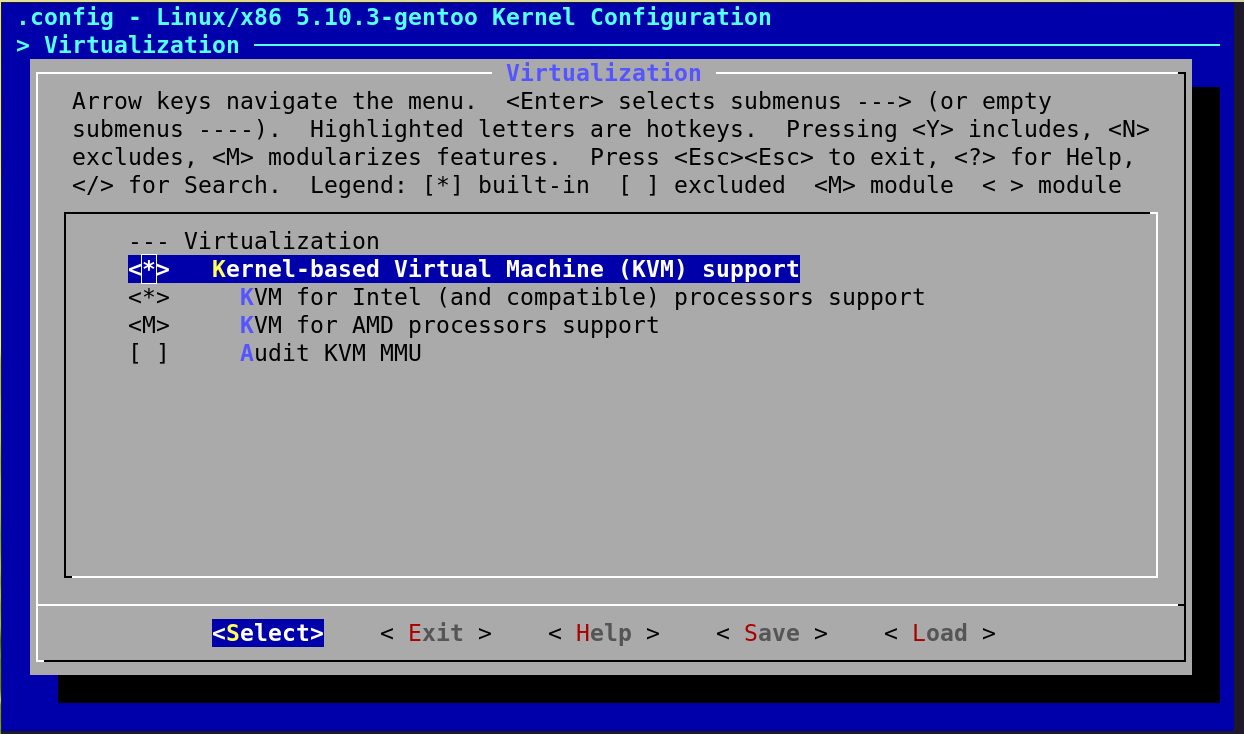 .config - Linux/x86 5.10.3-gentoo Kernel Configuration
> Virtualization
Virtualization
Arrow keys navigate the menu.  <Enter> selects submenus ---> (or empty
submenus ----).  Highlighted letters are hotkeys.  Pressing <Y> includes, <N>
excludes, <M> modularizes features.  Press <Esc><Esc> to exit, <?> for Help,
</> for Search.  Legend: [*] built-in  [ ] excluded  <M> module  < > module
--- Virtualization
<*>   Kernel-based Virtual Machine (KVM) support
<*>     KVM for Intel (and compatible) processors support
<M>     KVM for AMD processors support
[ ]     Audit KVM MMU
<Select>    < Exit >    < Help >    < Save >    < Load >